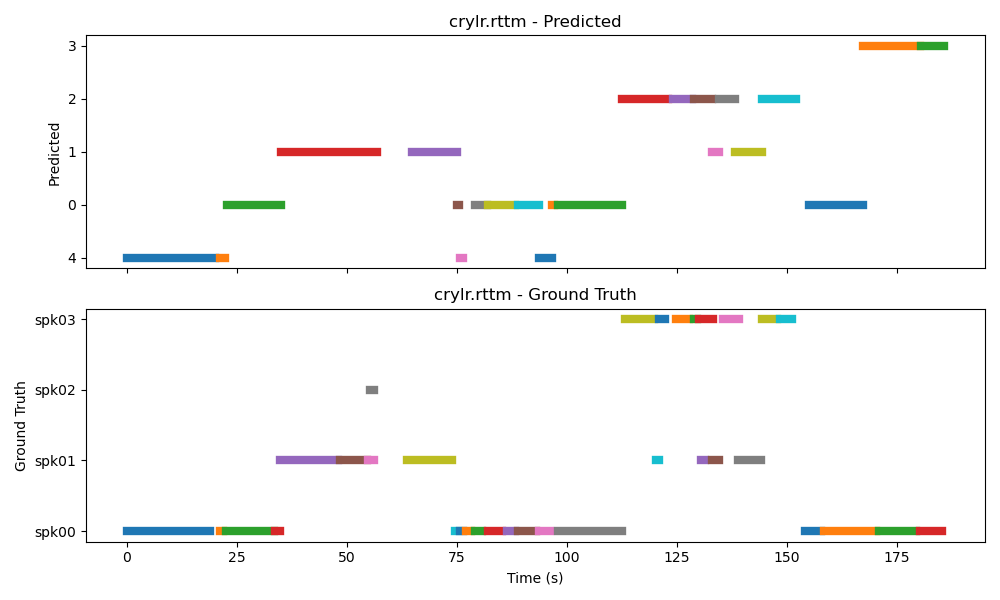 crylr.rttm - Predicted
3
2
1
0
4
Predicted
crylr.rttm - Ground Truth
spk03
spk02
spk01
spk00
Ground Truth
0 25 50 75 100 125 150 175
Time (s)